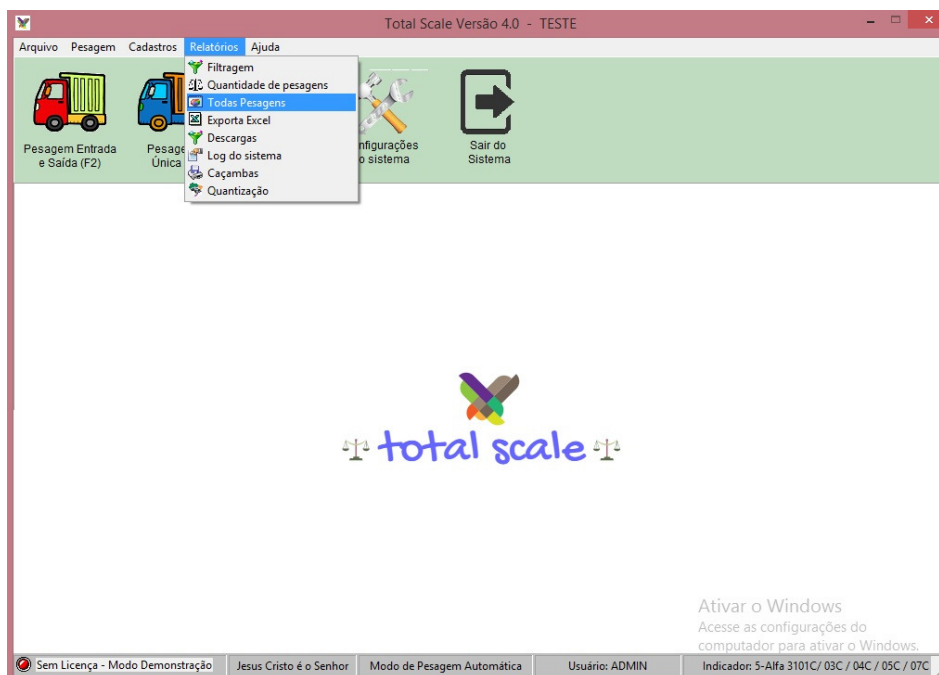 Total Scale Versão 4.0 - TESTE
Arquivo Pesagem Cadastros Relatórios Ajuda
Filtragem
Quantidade de pesagens
Todas Pesagens
Exporta Excel
Descargas
Log do sistema
Caçambas
Quantização
Pesagem Entrada
e Saída (F2)
Pesage
Única
nfigurações
o sistema
Sair do
Sistema
total scale
Ativar o Windows
Acesse as configurações do
computador para ativar o Windows.
Sem Licença - Modo Demonstração Jesus Cristo é o Senhor Modo de Pesagem Automática Usuário: ADMIN Indicador: 5-Alfa 3101C/ 03C / 04C / 05C / 07C